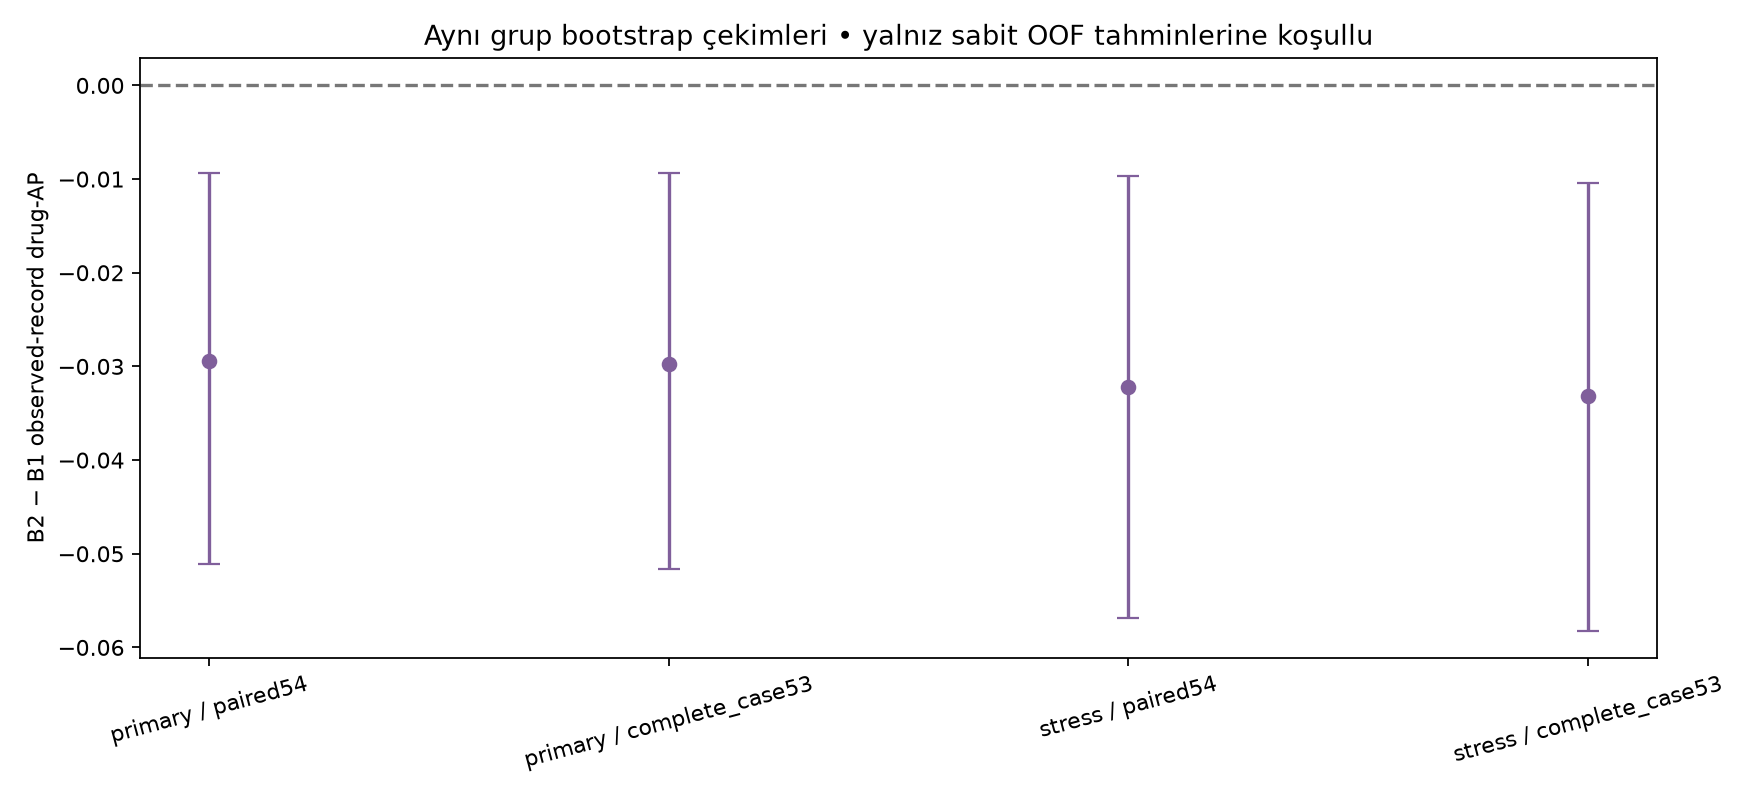 Aynı grup bootstrap çekimleri • yalnız sabit OOF tahminlerine koşullu
B2 − B1 observed-record drug-AP
0.00
−0.01
−0.02
−0.03
−0.04
−0.05
−0.06
primary / paired54
primary / complete_case53
stress / paired54
stress / complete_case53